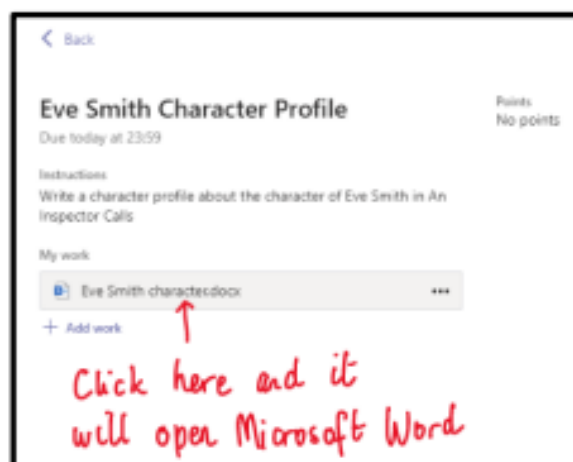 Back
Eve Smith Character Profile
Points
No points
Due today at 23:59
Instructions
Write a character profile about the character of Eve Smith in An
Inspector Calls
My work
Eve Smith character.docx
Add work
Click here and it
will open Microsoft Word